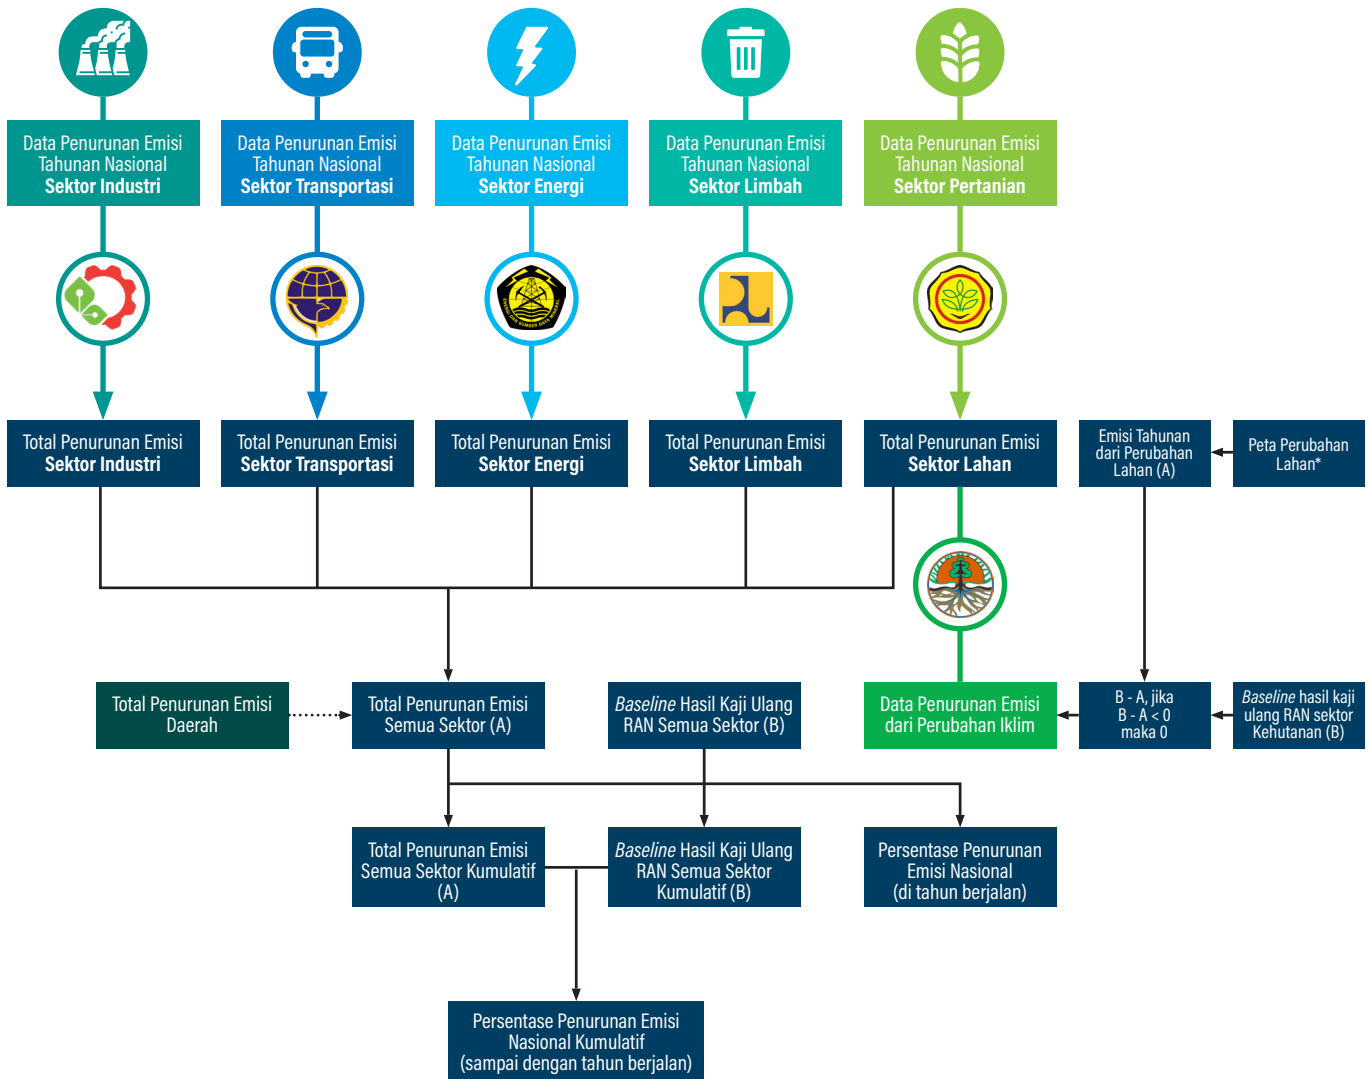 Data Penurunan Emisi
Tahunan Nasional
Sektor Industri
Data Penurunan Emisi
Tahunan Nasional
Sektor Transportasi
Data Penurunan Emisi
Tahunan Nasional
Sektor Energi
Data Penurunan Emisi
Tahunan Nasional
Sektor Limbah
Data Penurunan Emisi
Tahunan Nasional
Sektor Pertanian
ENERGI DAN SUMBER DAYA MINERAL
Total Penurunan Emisi
Sektor Industri
Total Penurunan Emisi
Sektor Transportasi
Total Penurunan Emisi
Sektor Energi
Total Penurunan Emisi
Sektor Limbah
Total Penurunan Emisi
Sektor Lahan
Emisi Tahunan
dari Perubahan
Lahan (A)
Peta Perubahan
Lahan*
Total Penurunan Emisi
Daerah
Total Penurunan Emisi
Semua Sektor (A)
Baseline Hasil Kaji Ulang
RAN Semua Sektor (B)
Data Penurunan Emisi
dari Perubahan Iklim
B - A, jika
B - A < 0
maka 0
Baseline hasil kaji
ulang RAN sektor
Kehutanan (B)
Total Penurunan Emisi
Semua Sektor Kumulatif
(A)
Baseline Hasil Kaji Ulang
RAN Semua Sektor
Kumulatif (B)
Persentase Penurunan
Emisi Nasional
(di tahun berjalan)
Persentase Penurunan Emisi
Nasional Kumulatif
(sampai dengan tahun berjalan)